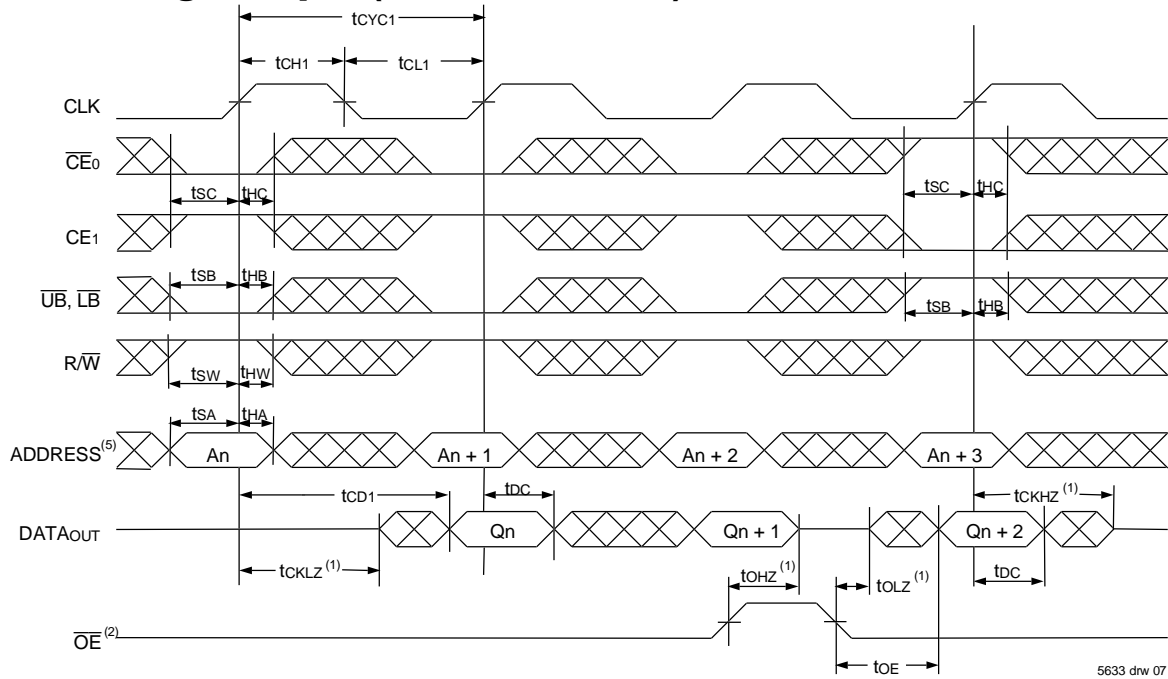 tCYC1
tCH1 tCL1
CLK
CE0
tSC tHC tSC tHC
CE1
tSB tHB
UB, LB
tSB tHB
R/W
tSW tHW
tSA tHA
ADDRESS(5) An An + 1 An + 2 An + 3
tCD1 tDC tCKHZ (1)
DATAOUT Qn Qn + 1 Qn + 2
tCKLZ (1) tOHZ (1) tOLZ (1) tDC
OE (2)
tOE
5633 drw 07